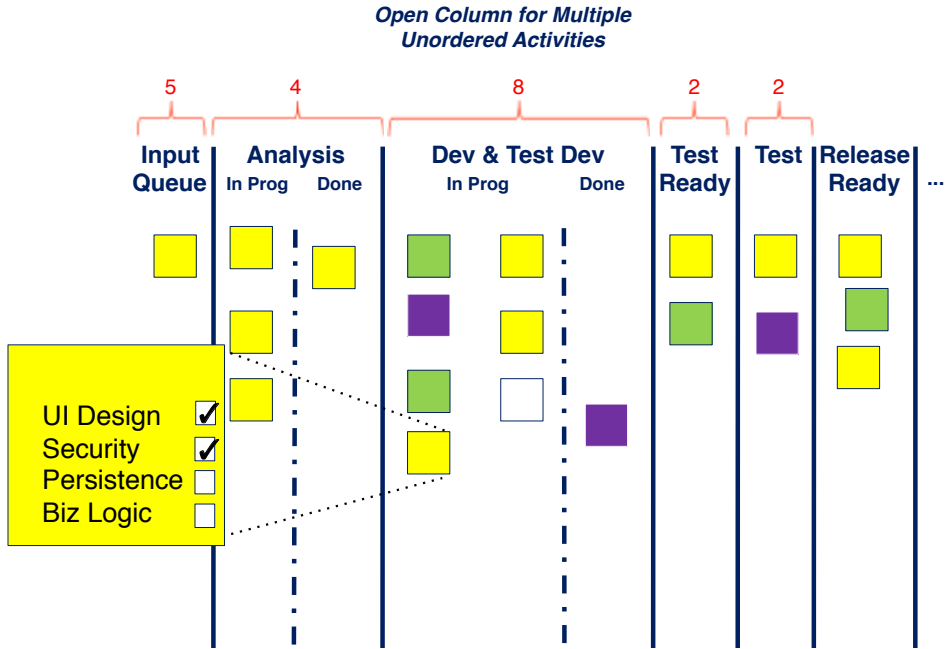 Open Column for Multiple
Unordered Activities
5 4 8 2 2
Input Queue
Analysis
In Prog Done
Dev & Test Dev
In Prog Done
Test Ready
Test
Release Ready
...
UI Design
Security
Persistence
Biz Logic